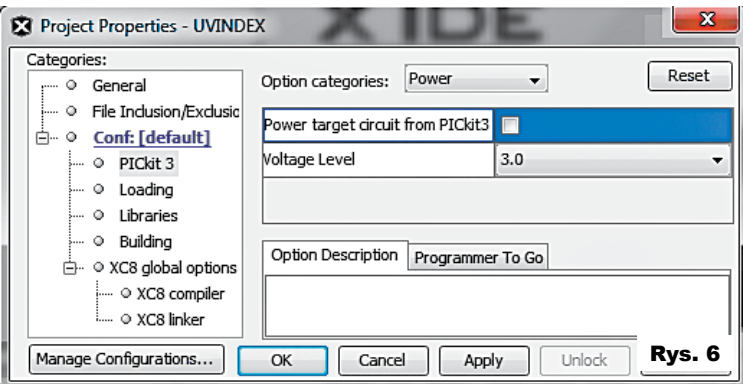 X IDE
Project Properties - UVINDEX
Categories:
General
File Inclusion/Exclusic
Conf: [default]
PICkit 3
Loading
Libraries
Building
XC8 global options
XC8 compiler
XC8 linker
Option categories: Power
Reset
Power target circuit from PICkit3
Voltage Level 3.0
Option Description Programmer To Go
Manage Configurations... OK Cancel Apply Unlock
Rys. 6